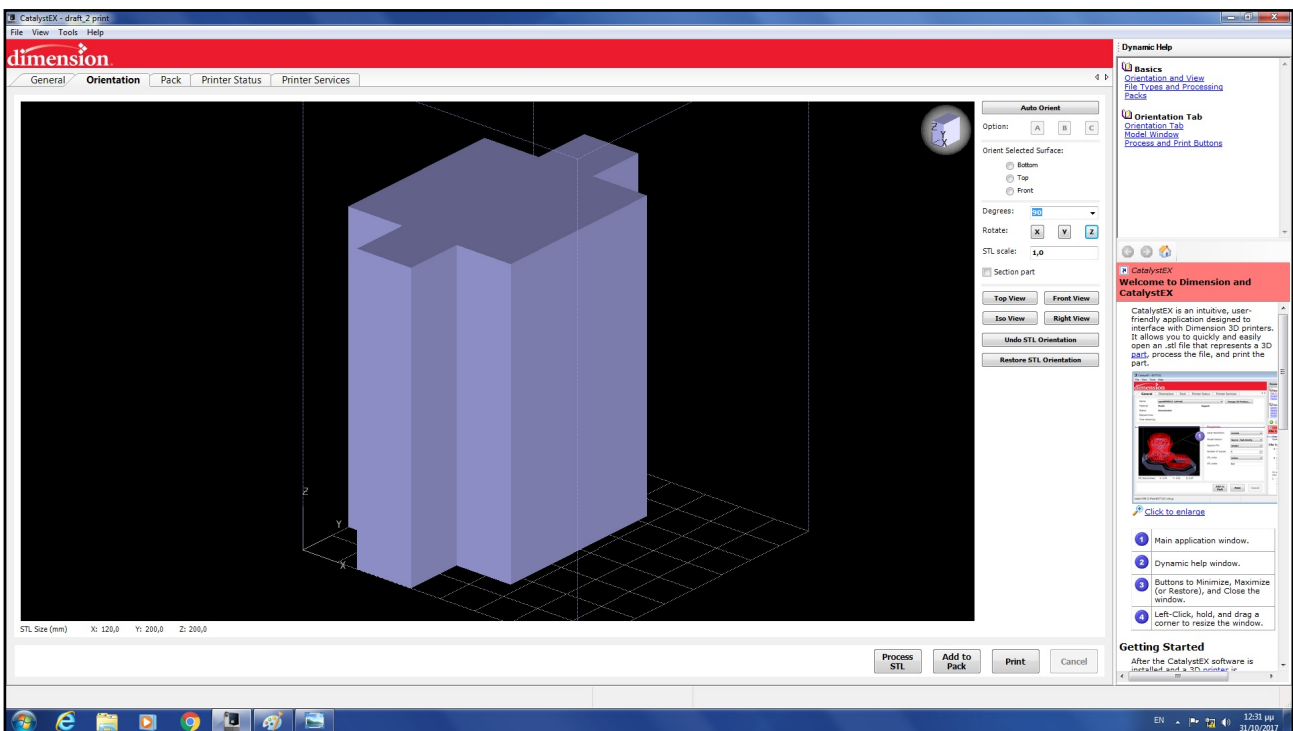 CatalystEX - draft_2 print
File View Tools Help
dimension
General Orientation Pack Printer Status Printer Services
Auto Orient
Option: A B C
Orient Selected Surface:
Bottom
Top
Front
Degrees: 90
Rotate: X Y Z
STL scale: 1,0
Section part
Top View Front View
Iso View Right View
Undo STL Orientation
Restore STL Orientation
Z
Y
X
Z
Y
X
STL Size (mm) X: 120,0 Y: 200,0 Z: 200,0
Process STL
Add to Pack
Print
Cancel
Dynamic Help
Basics
Orientation and View
File Types and Processing
Packs
Orientation Tab
Orientation Tab
Model Window
Process and Print Buttons
CatalystEX
Welcome to Dimension and
CatalystEX
CatalystEX is an intuitive, user-
friendly application designed to
interface with Dimension 3D printers.
It allows you to quickly and easily
open an .stl file that represents a 3D
part, process the file, and print the
part.
Click to enlarge
1 Main application window.
2 Dynamic help window.
3 Buttons to Minimize, Maximize
(or Restore), and Close the
window.
4 Left-Click, hold, and drag a
corner to resize the window.
Getting Started
After the CatalystEX software is
installed and a 3D printer is
EN
12:31 μμ
31/10/2017